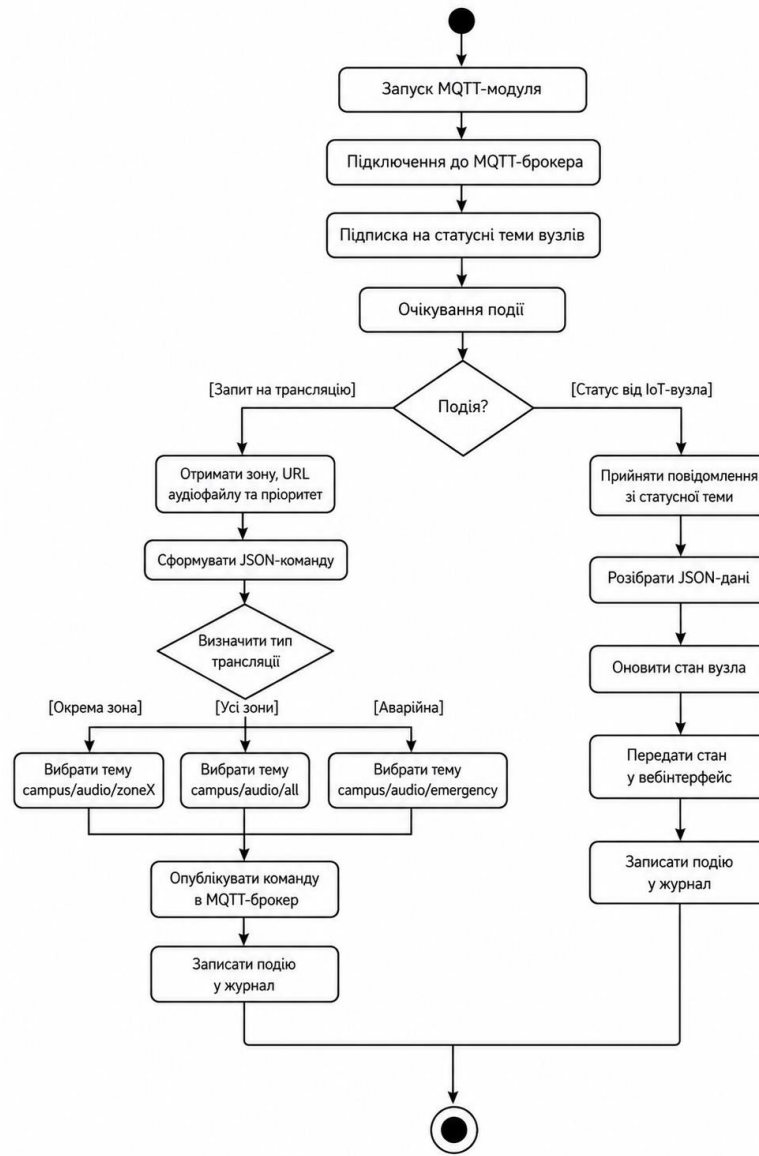 Запуск MQTT-модуля
Підключення до MQTT-брокера
Підписка на статусні теми вузлів
Очікування події
[Запит на трансляцію]
[Статус від IoT-вузла]
Подія?
Отримати зону, URL
аудіофайлу та пріоритет
Сформувати JSON-команду
Визначити тип
трансляції
[Окрема зона]
[Усі зони]
[Аварійна]
Вибрати тему
campus/audio/zoneX
Вибрати тему
campus/audio/all
Вибрати тему
campus/audio/emergency
Опублікувати команду
в MQTT-брокер
Записати подію
у журнал
Прийняти повідомлення
зі статусної теми
Розібрати JSON-дані
Оновити стан вузла
Передати стан
у вебінтерфейс
Записати подію
у журнал